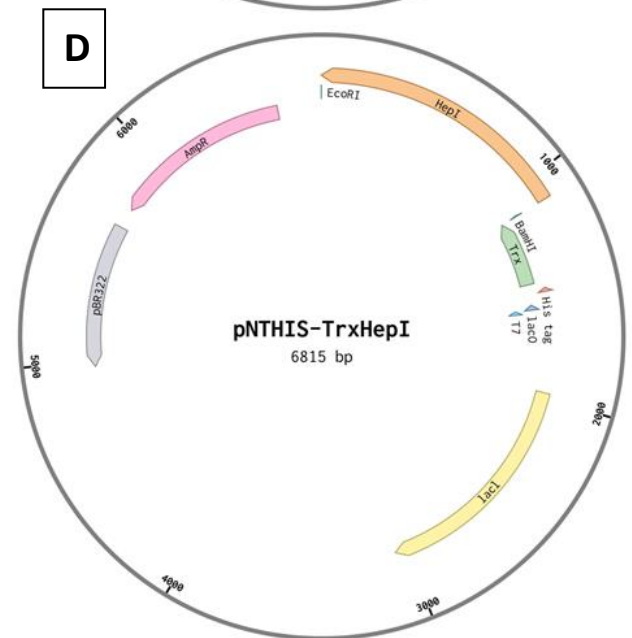 D
EcoRI
HepI
AmpR
6000
1000
BamHI
Trx
His tag
lacO
T7
pBR322
pNTHIS-TrxHepI
6815 bp
5000
2000
lacI
4000
3000